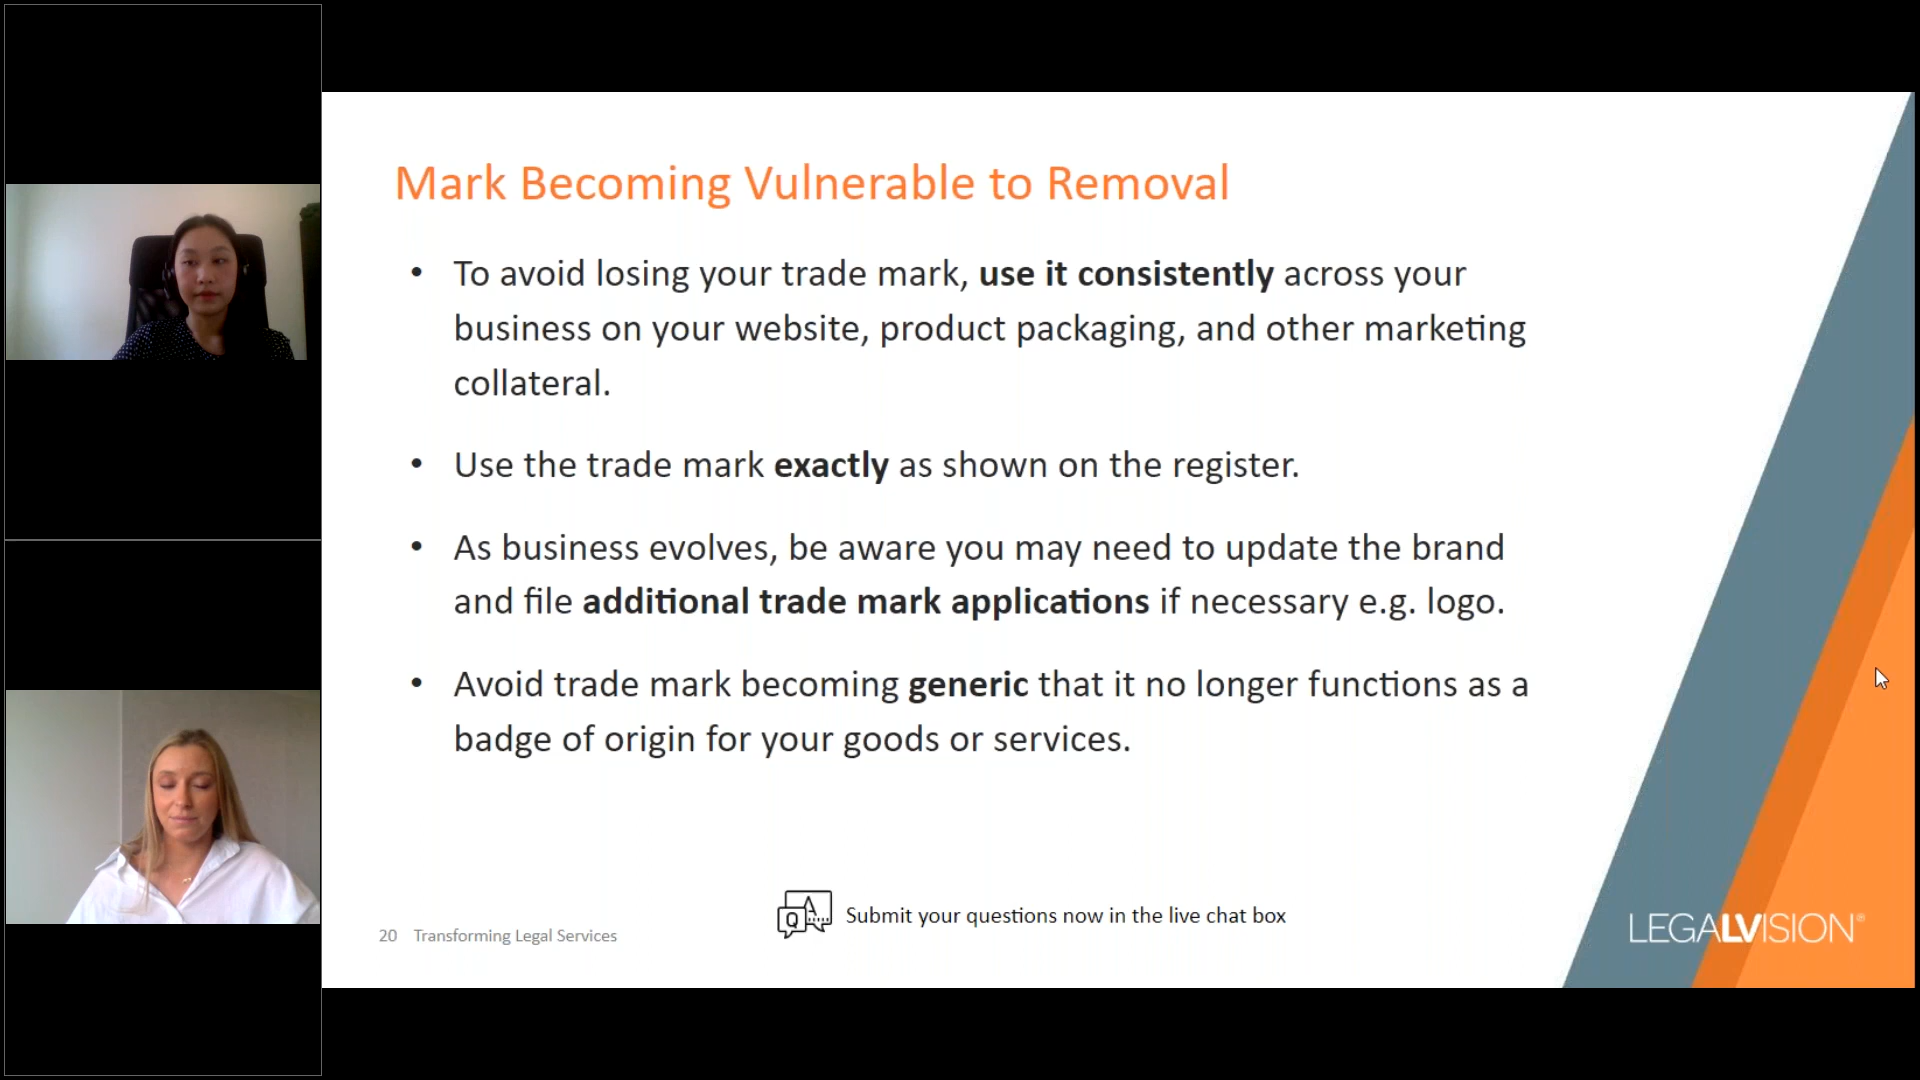 Mark Becoming Vulnerable to Removal
• To avoid losing your trade mark, use it consistently across your
business on your website, product packaging, and other marketing
collateral.
• Use the trade mark exactly as shown on the register.
• As business evolves, be aware you may need to update the brand
and file additional trade mark applications if necessary e.g. logo.
• Avoid trade mark becoming generic that it no longer functions as a
badge of origin for your goods or services.
Q A
Submit your questions now in the live chat box
20 Transforming Legal Services
LEGALVISION®